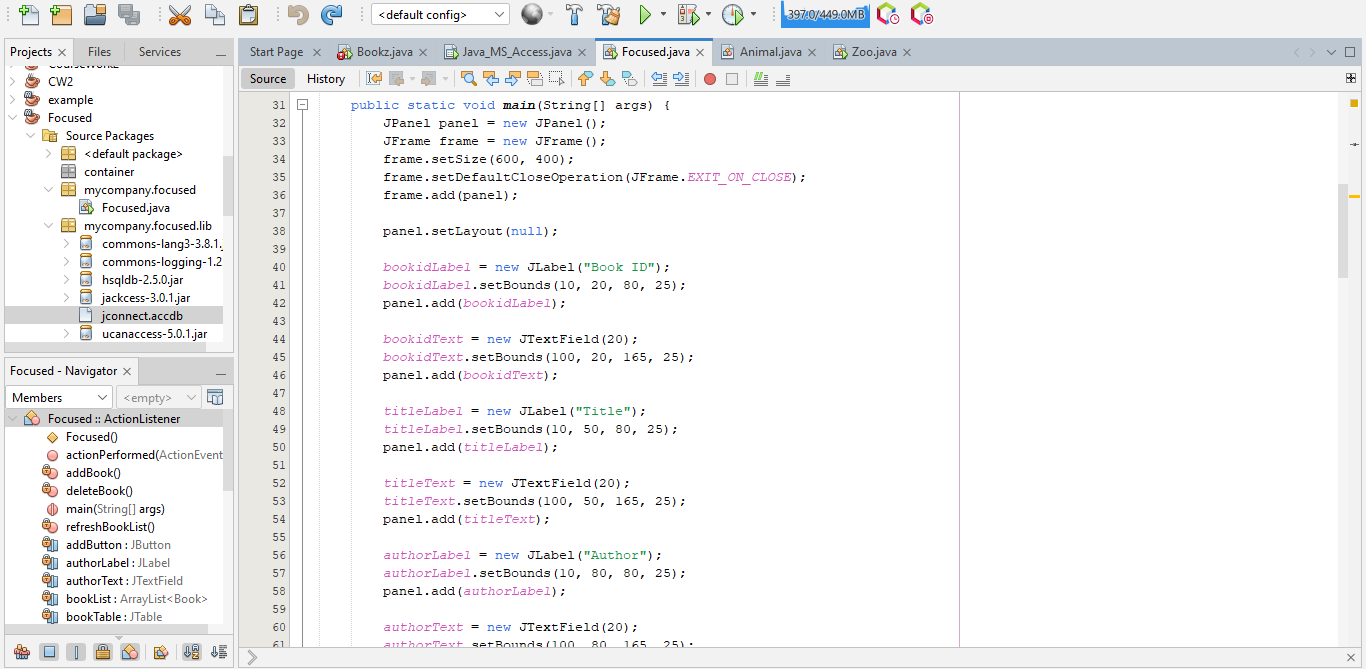 <default config>
397.0/449.0MB
Projects
Files
Services
CW2
example
Focused
Source Packages
<default package>
container
mycompany.focused
Focused.java
mycompany.focused.lib
commons-lang3-3.8.1.
commons-logging-1.2
hsqldb-2.5.0.jar
jackcess-3.0.1.jar
jconnect.accdb
ucanaccess-5.0.1.jar
Focused - Navigator
Members
<empty>
Focused :: ActionListener
Focused()
actionPerformed(ActionEvent
addBook()
deleteBook()
main(String[] args)
refreshBookList()
addButton : JButton
authorLabel : JLabel
authorText : JTextField
bookList : ArrayList<Book>
bookTable : JTable
Start Page
Bookz.java
Java_MS_Access.java
Focused.java
Animal.java
Zoo.java
Source
History
31 public static void main(String[] args) {
32 JPanel panel = new JPanel();
33 JFrame frame = new JFrame();
34 frame.setSize(600, 400);
35 frame.setDefaultCloseOperation(JFrame.EXIT_ON_CLOSE);
36 frame.add(panel);
37
38 panel.setLayout(null);
39
40 bookidLabel = new JLabel("Book ID");
41 bookidLabel.setBounds(10, 20, 80, 25);
42 panel.add(bookidLabel);
43
44 bookidText = new JTextField(20);
45 bookidText.setBounds(100, 20, 165, 25);
46 panel.add(bookidText);
47
48 titleLabel = new JLabel("Title");
49 titleLabel.setBounds(10, 50, 80, 25);
50 panel.add(titleLabel);
51
52 titleText = new JTextField(20);
53 titleText.setBounds(100, 50, 165, 25);
54 panel.add(titleText);
55
56 authorLabel = new JLabel("Author");
57 authorLabel.setBounds(10, 80, 80, 25);
58 panel.add(authorLabel);
59
60 authorText = new JTextField(20);
61 authorText.setBounds(100, 80, 165, 25);